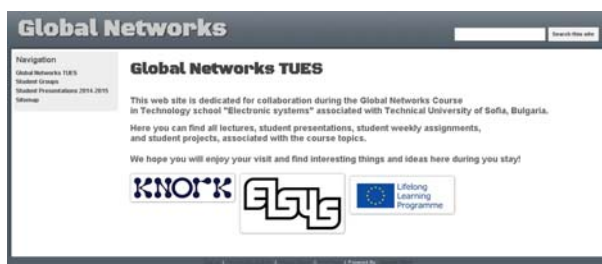 Global Networks
Search this site
Navigation
Global Networks TUES
Student Groups
Student Presentations 2014-2015
Sitemap
Global Networks TUES
This web site is dedicated for collaboration during the Global Networks Course
in Technology school "Electronic systems" associated with Technical University of Sofia, Bulgaria.
Here you can find all lectures, student presentations, student weekly assignments,
and student projects, associated with the course topics.
We hope you will enjoy your visit and find interesting things and ideas here during you stay!
KNORK
ELSYS
Lifelong
Learning
Programme
Powered By